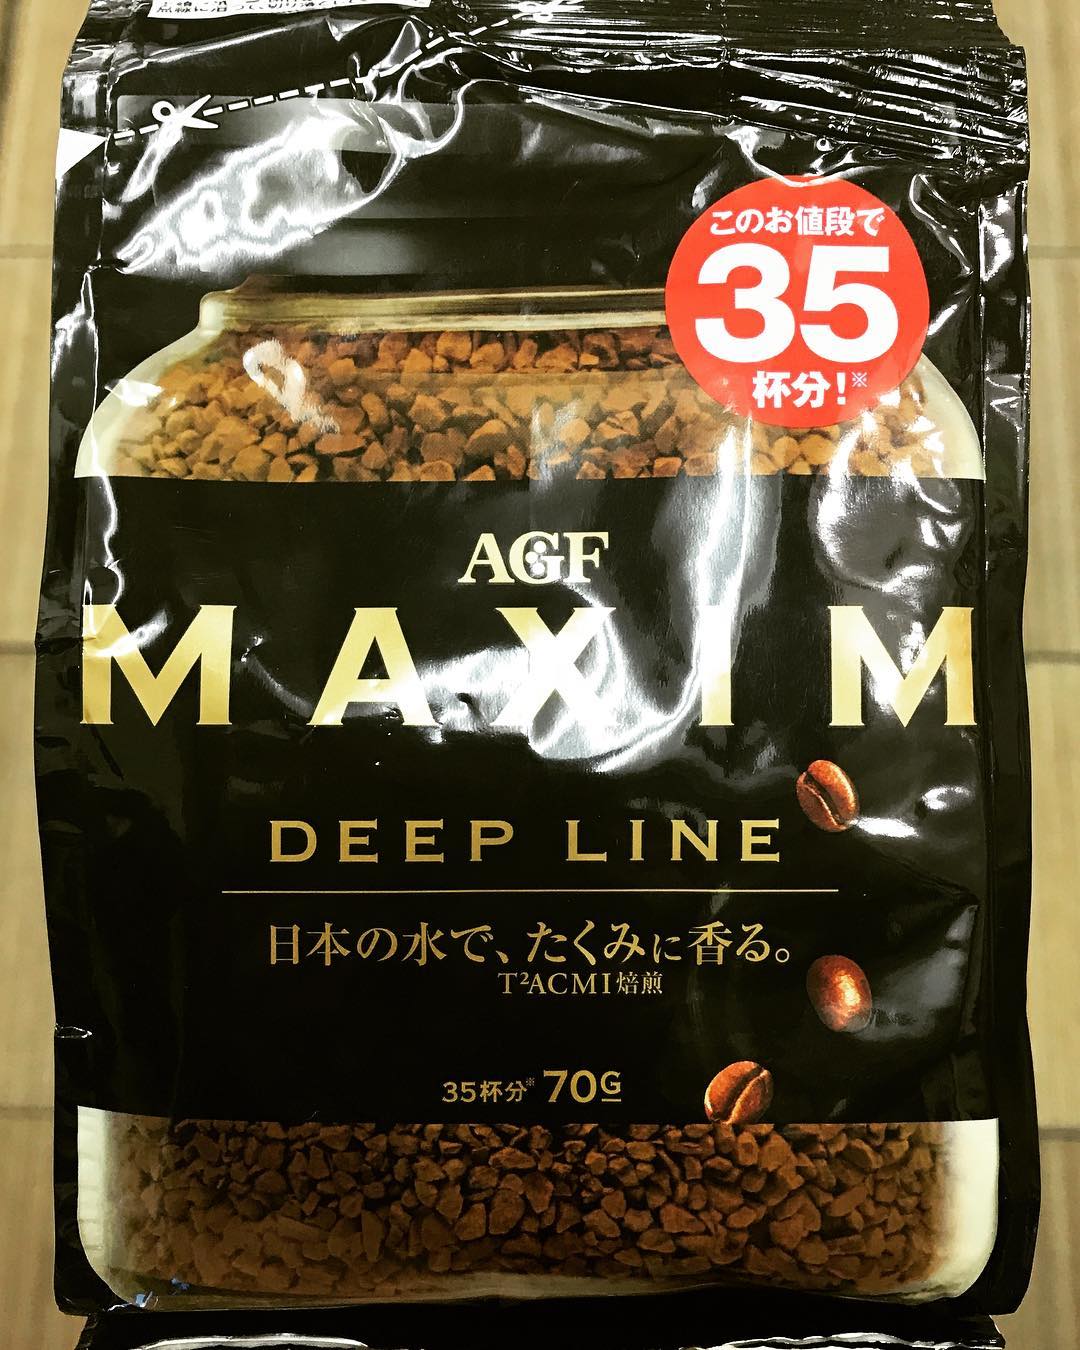 このお値段で
35
杯分!※
AGF
MAXIM
DEEP LINE
日本の水で、たくみに香る。
T²ACMI焙煎
35杯分※ 70G